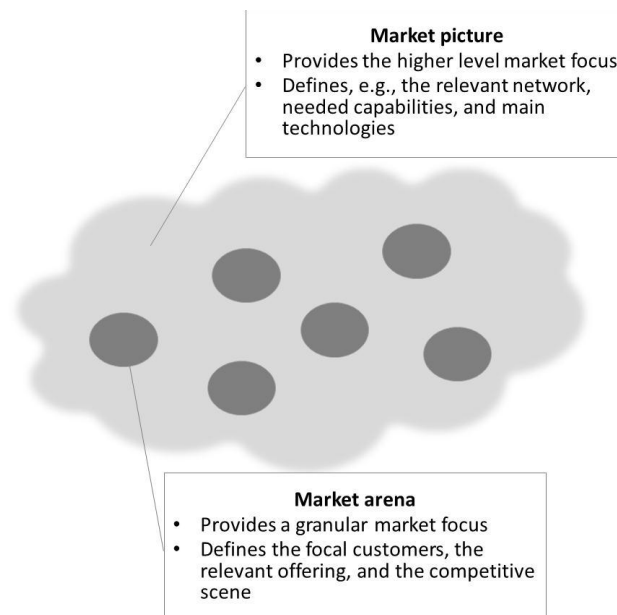 Market picture
• Provides the higher level market focus
• Defines, e.g., the relevant network,
needed capabilities, and main
technologies
Market arena
• Provides a granular market focus
• Defines the focal customers, the
relevant offering, and the competitive
scene